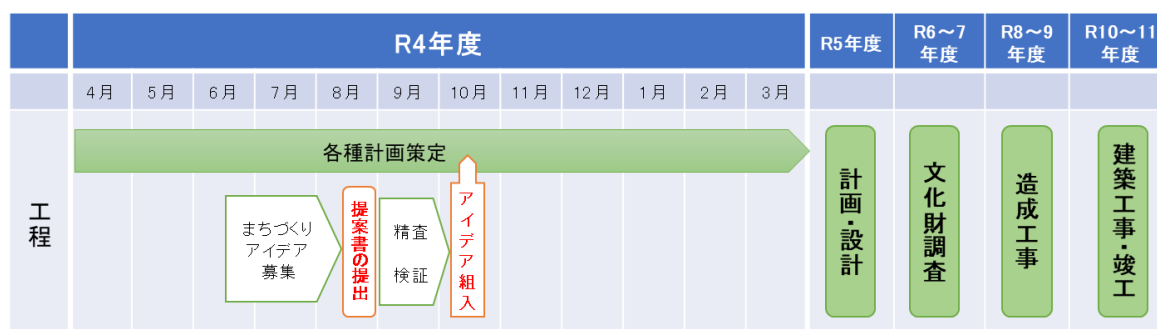 R4年度
R5年度
R6～7
年度
R8～9
年度
R10～11
年度
4月
5月
6月
7月
8月
9月
10月
11月
12月
1月
2月
3月
工程
各種計画策定
まちづくり
アイデア
募集
提案書の提出
精査
検証
アイデア組入
計画・設計
文化財調査
造成工事
建築工事・竣工